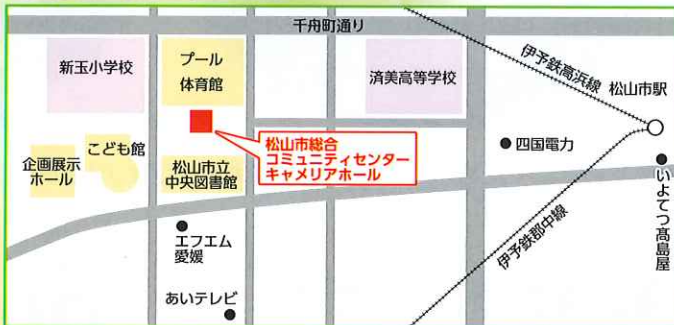 千舟町通り
新玉小学校
プール
体育館
済美高等学校
伊予鉄高浜線
松山市駅
松山市総合
コミュニティセンター
キャメリアホール
こども館
企画展示
ホール
松山市立
中央図書館
四国電力
いよてつ髙島屋
伊予鉄郡中線
エフエム
愛媛
あいテレビ